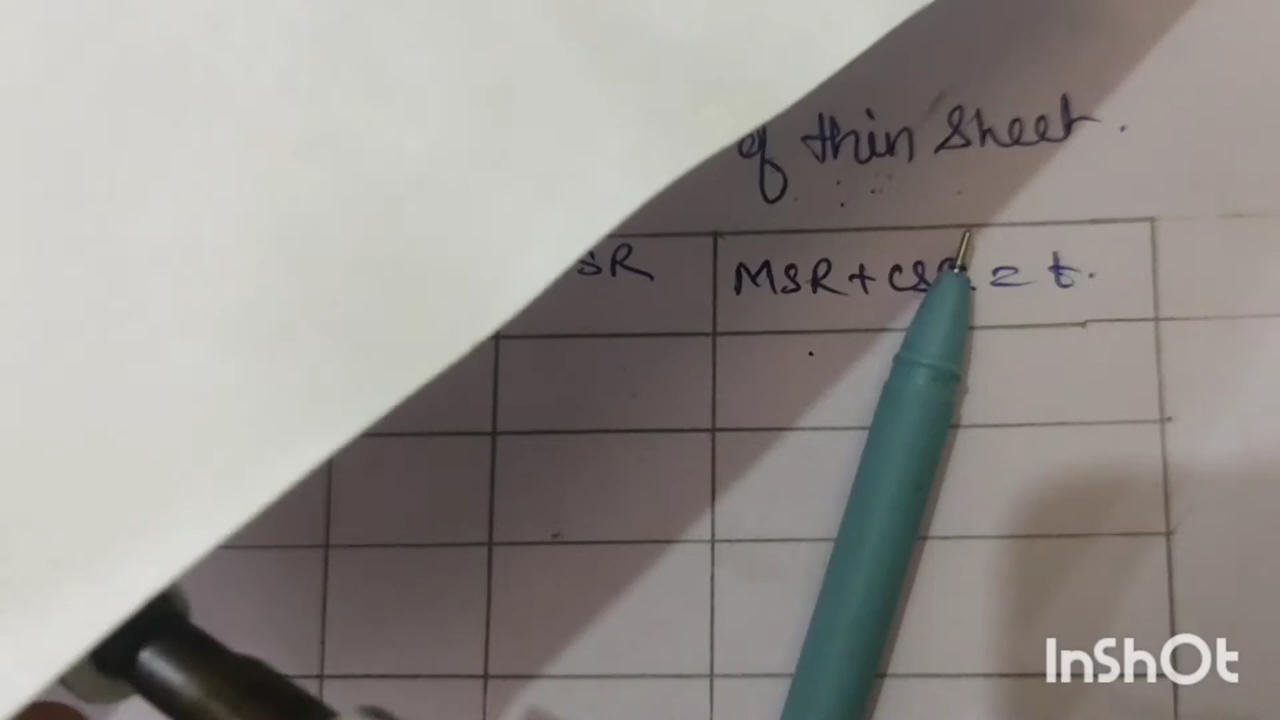 of thin sheet.
SR MSR + CSR = t.
InShOt